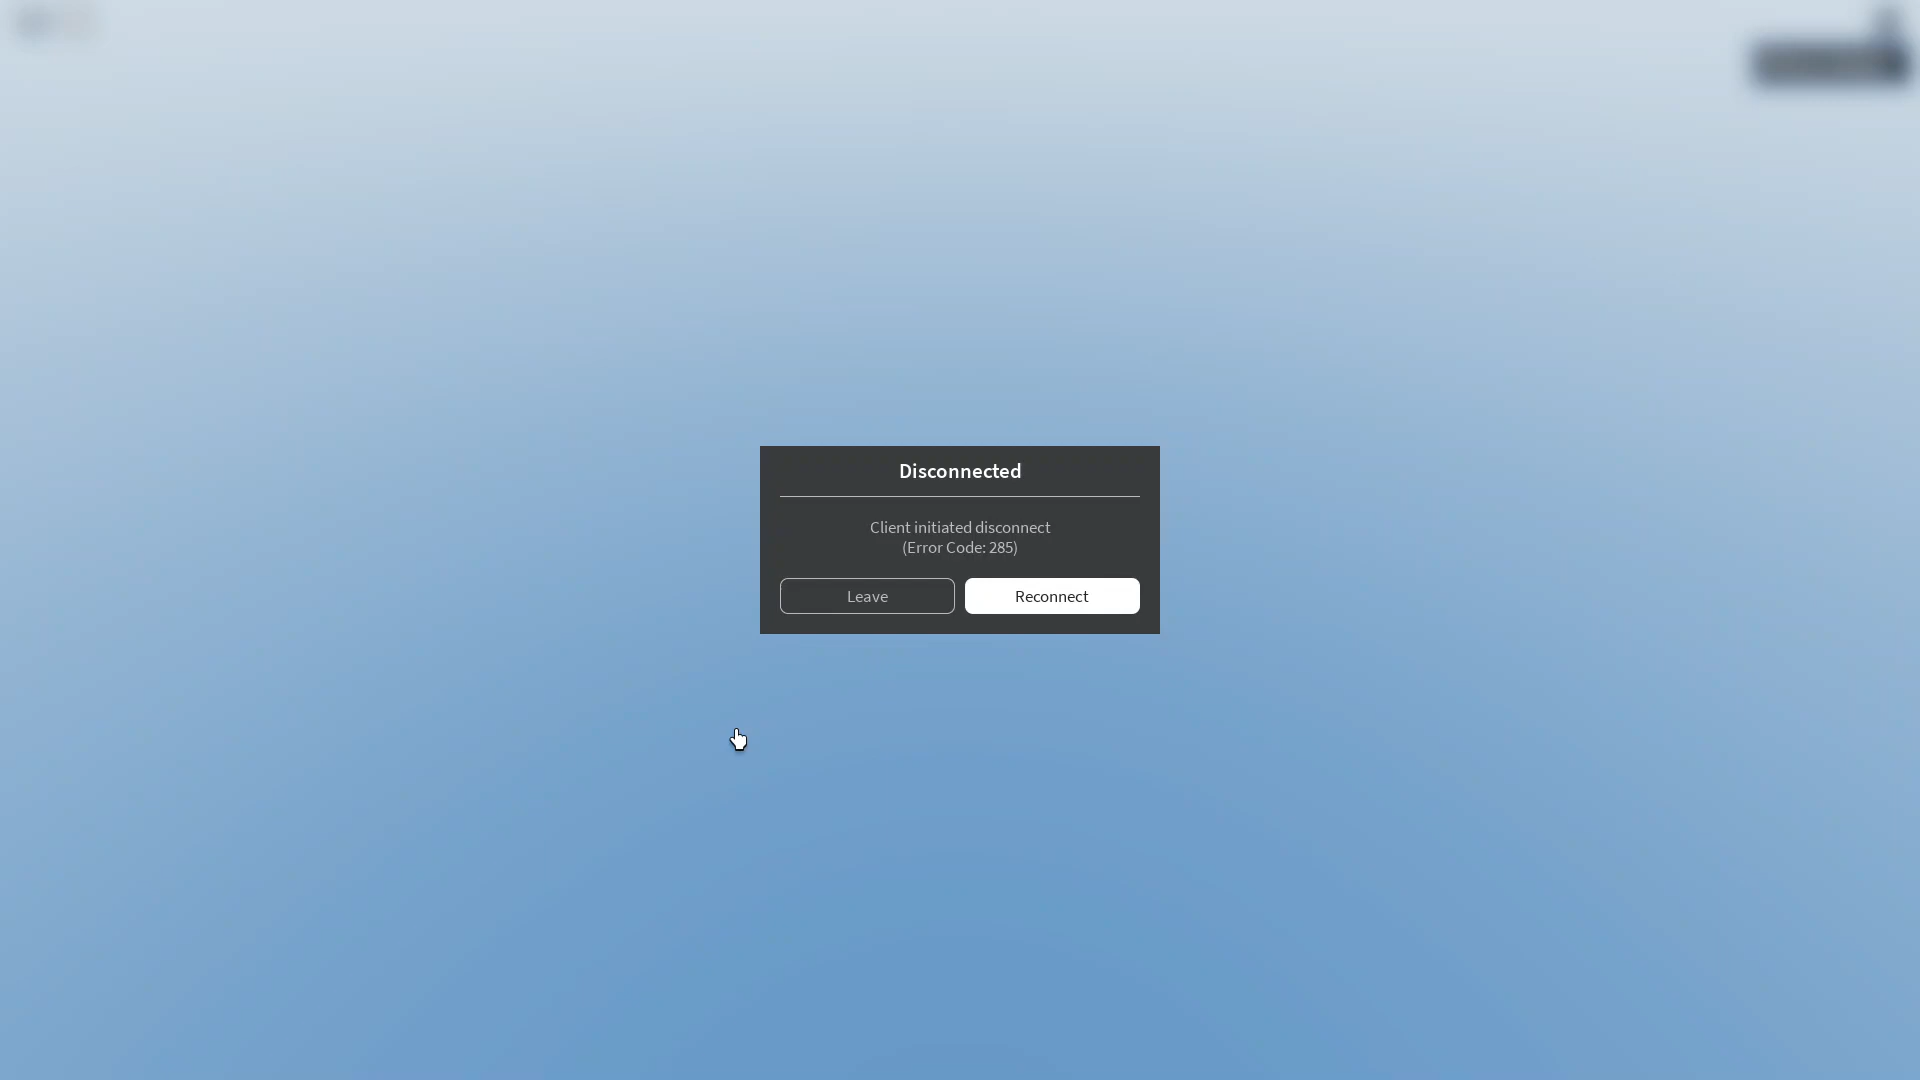 Disconnected
Client initiated disconnect
(Error Code: 285)
Leave
Reconnect